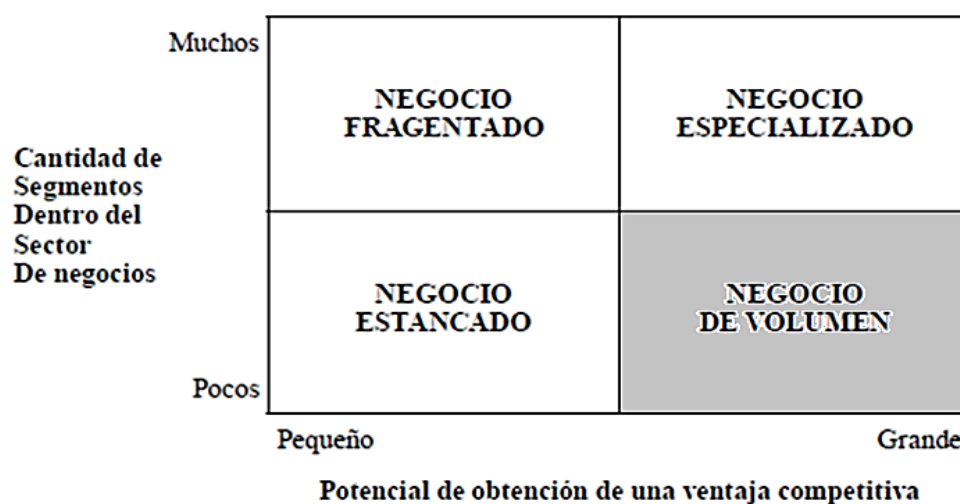 Muchos
NEGOCIO
FRAGENTADO
NEGOCIO
ESPECIALIZADO
Cantidad de
Segmentos
Dentro del
Sector
De negocios
NEGOCIO
ESTANCADO
NEGOCIO
DE VOLUMEN
Pocos
Pequeño
Grande
Potencial de obtención de una ventaja competitiva